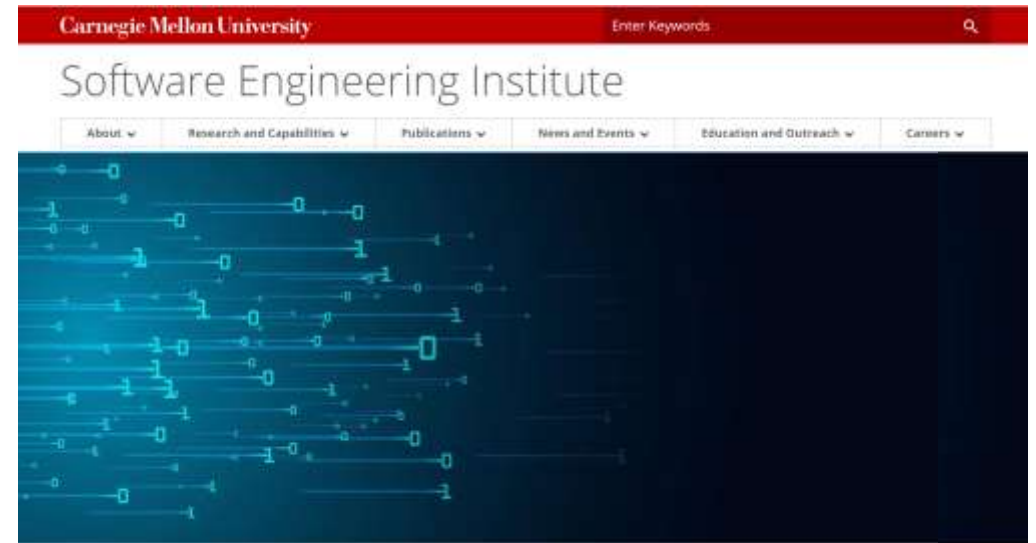 Carnegie Mellon University
Enter Keywords
Software Engineering Institute
About
Research and Capabilities
Publications
News and Events
Education and Outreach
Careers